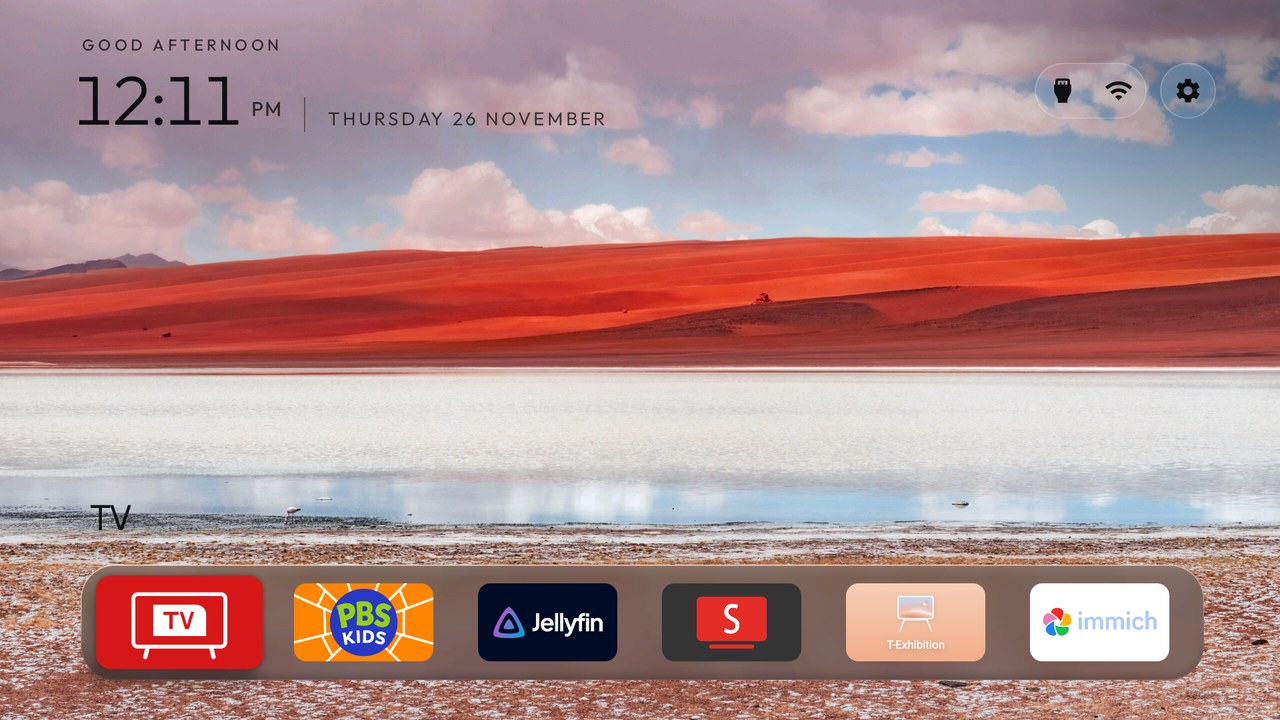 GOOD AFTERNOON
12:11 PM
THURSDAY 26 NOVEMBER
TV
TV
PBS
KIDS
Jellyfin
S
T-Exhibition
immich